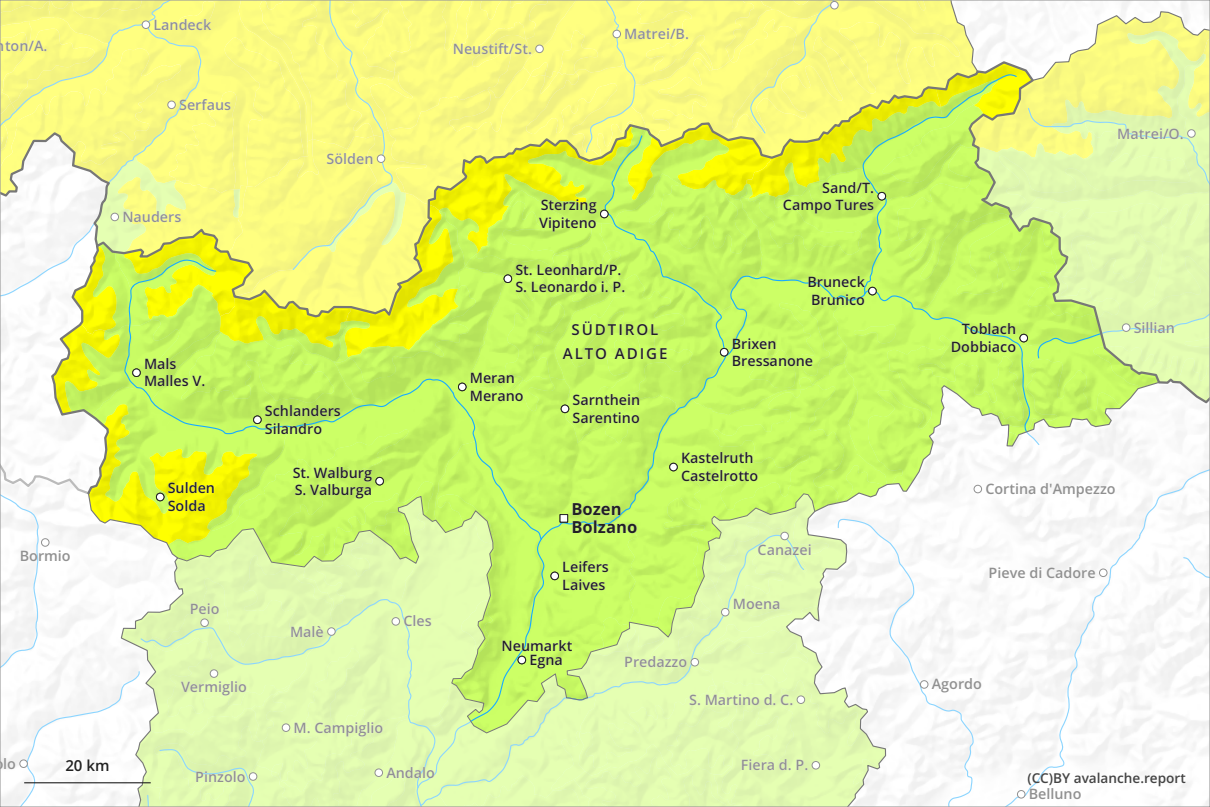 Landeck
nton/A.
Neustift/St.
Matrei/B.
Serfaus
Sölden
Matrei/O.
Nauders
Sand/T.
Campo Tures
Sterzing
Vipiteno
St. Leonhard/P.
S. Leonardo i. P.
Bruneck
Brunico
SÜDTIROL
ALTO ADIGE
Toblach
Dobbiaco
Sillian
Brixen
Bressanone
Mals
Malles V.
Meran
Merano
Schlanders
Silandro
Sarnthein
Sarentino
Kastelruth
Castelrotto
St. Walburg
S. Valburga
Sulden
Solda
Cortina d'Ampezzo
Bozen
Bolzano
Bormio
Canazei
Leifers
Laives
Pieve di Cadore
Peio
Moena
Malè
Cles
Neumarkt
Egna
Predazzo
Vermiglio
Agordo
S. Martino d. C.
M. Campiglio
olo
20 km
Pinzolo
Andalo
Fiera d. P.
(CC)BY avalanche.report
Belluno